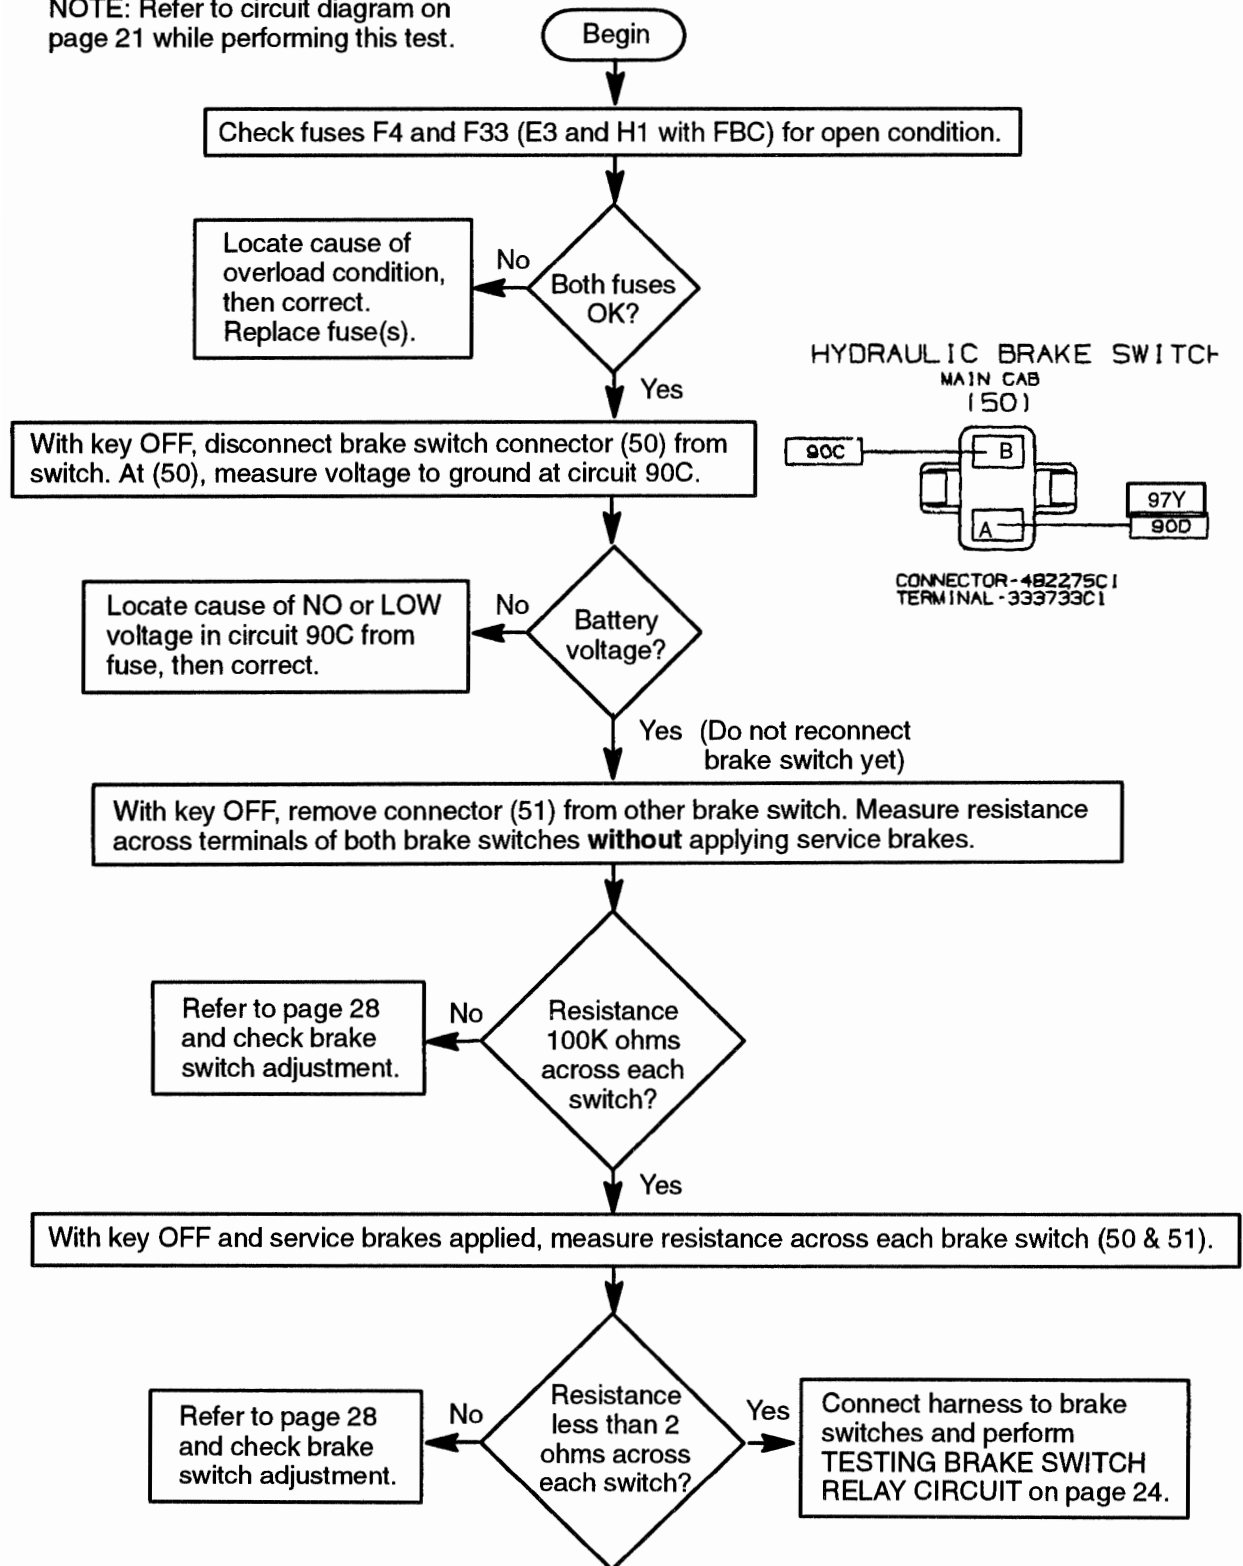 NOTE: Refer to circuit diagram on
page 21 while performing this test.
Begin
Check fuses F4 and F33 (E3 and H1 with FBC) for open condition.
Locate cause of
overload condition,
then correct.
Replace fuse(s).
No
Both fuses
OK?
Yes
HYDRAULIC BRAKE SWITCH
MAIN CAB
(50)
90C
B
A
97Y
90D
CONNECTOR-482275C1
TERMINAL-333733C1
With key OFF, disconnect brake switch connector (50) from
switch. At (50), measure voltage to ground at circuit 90C.
Locate cause of NO or LOW
voltage in circuit 90C from
fuse, then correct.
No
Battery
voltage?
Yes (Do not reconnect
brake switch yet)
With key OFF, remove connector (51) from other brake switch. Measure resistance
across terminals of both brake switches without applying service brakes.
Refer to page 28
and check brake
switch adjustment.
No
Resistance
100K ohms
across each
switch?
Yes
With key OFF and service brakes applied, measure resistance across each brake switch (50 & 51).
Refer to page 28
and check brake
switch adjustment.
No
Resistance
less than 2
ohms across
each switch?
Yes
Connect harness to brake
switches and perform
TESTING BRAKE SWITCH
RELAY CIRCUIT on page 24.